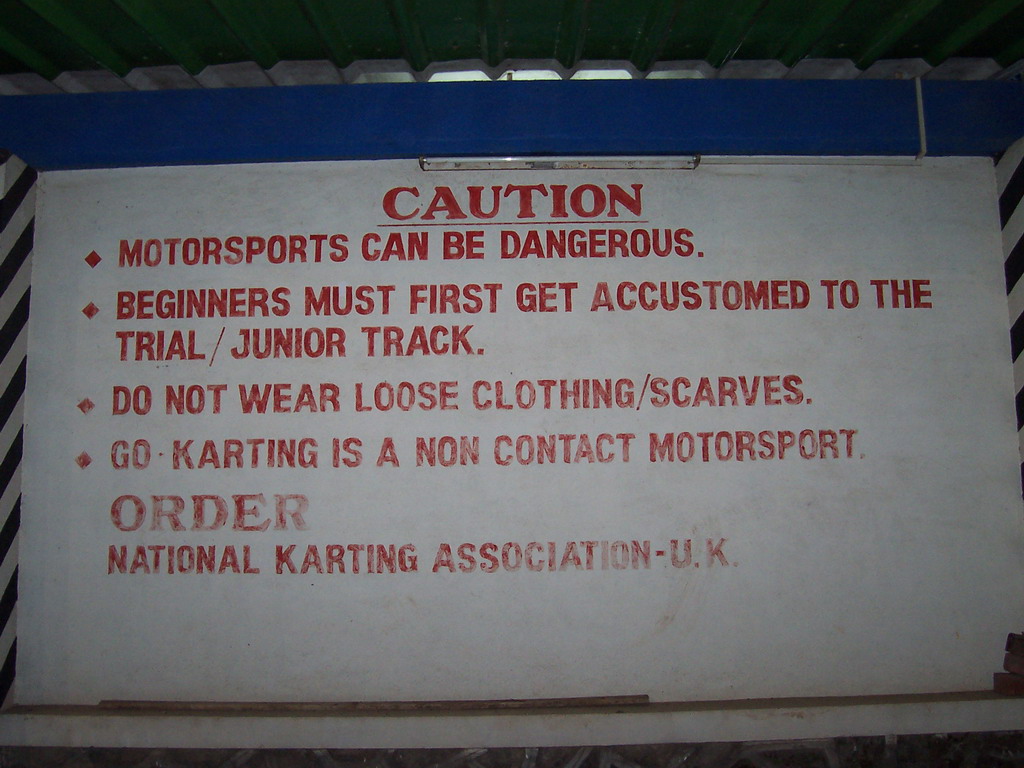 CAUTION
MOTORSPORTS CAN BE DANGEROUS.
BEGINNERS MUST FIRST GET ACCUSTOMED TO THE
TRIAL/JUNIOR TRACK.
DO NOT WEAR LOOSE CLOTHING/SCARVES.
GO-KARTING IS A NON CONTACT MOTORSPORT.
ORDER
NATIONAL KARTING ASSOCIATION-U.K.